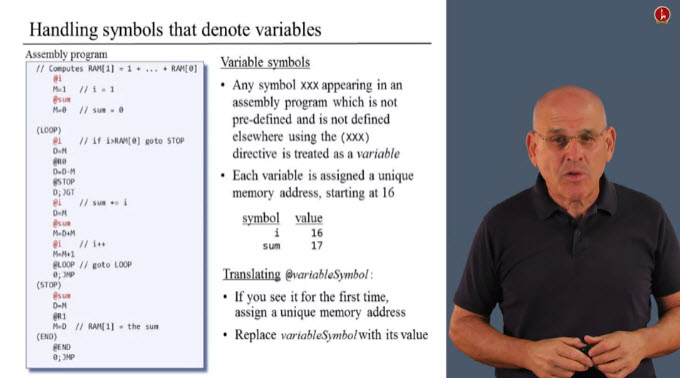 Handling symbols that denote variables
Assembly program
// Computes RAM[1] = 1 + ... + RAM[0]
@i
M=1 // i = 1
@sum
M=0 // sum = 0
(LOOP)
@i // if i>RAM[0] goto STOP
D=M
@R0
D=D-M
@STOP
D;JGT
@i // sum += i
D=M
@sum
M=D+M
@i // i++
M=M+1
@LOOP // goto LOOP
0;JMP
(STOP)
@sum
D=M
@R1
M=D // RAM[1] = the sum
(END)
@END
0;JMP
Variable symbols
• Any symbol xxx appearing in an
assembly program which is not
pre-defined and is not defined
elsewhere using the (xxx)
directive is treated as a variable
• Each variable is assigned a unique
memory address, starting at 16
symbol value
i 16
sum 17
Translating @variableSymbol:
• If you see it for the first time,
assign a unique memory address
• Replace variableSymbol with its value